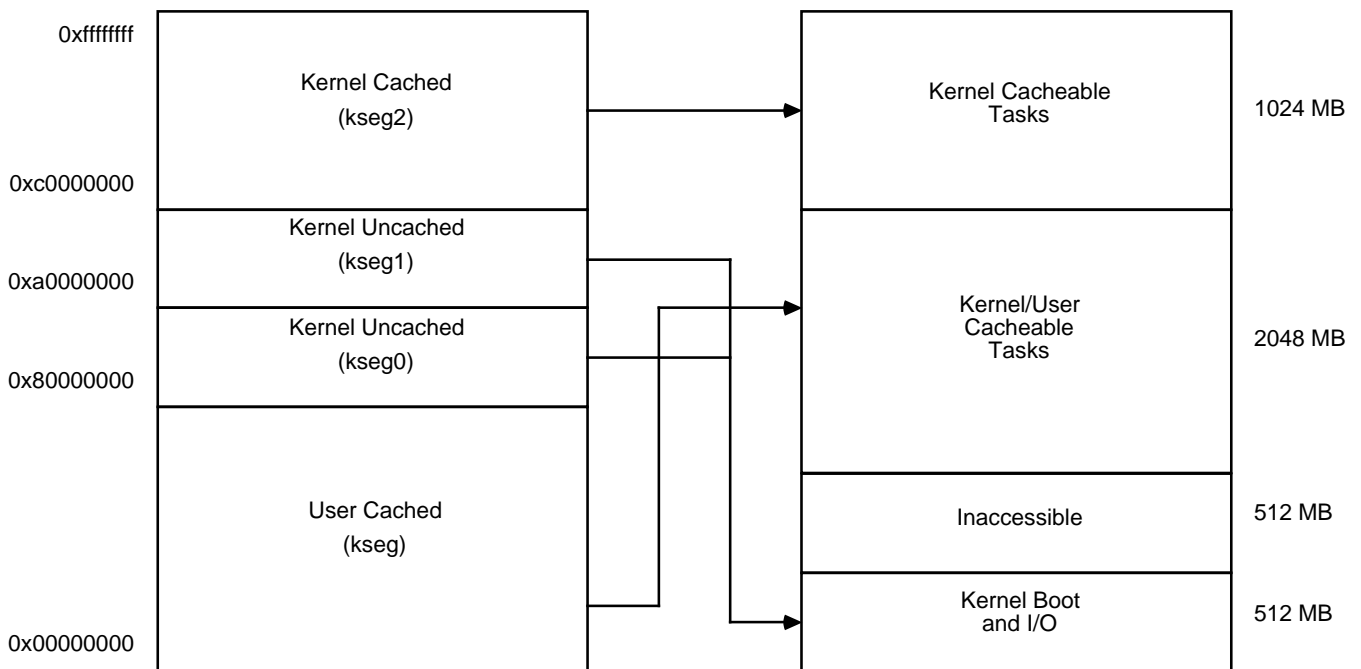 0xffffffff
Kernel Cached
(kseg2)
0xc0000000
Kernel Uncached
(kseg1)
0xa0000000
Kernel Uncached
(kseg0)
0x80000000
User Cached
(kseg)
0x00000000
Kernel Cacheable
Tasks
1024 MB
Kernel/User
Cacheable
Tasks
2048 MB
Inaccessible
512 MB
Kernel Boot
and I/O
512 MB